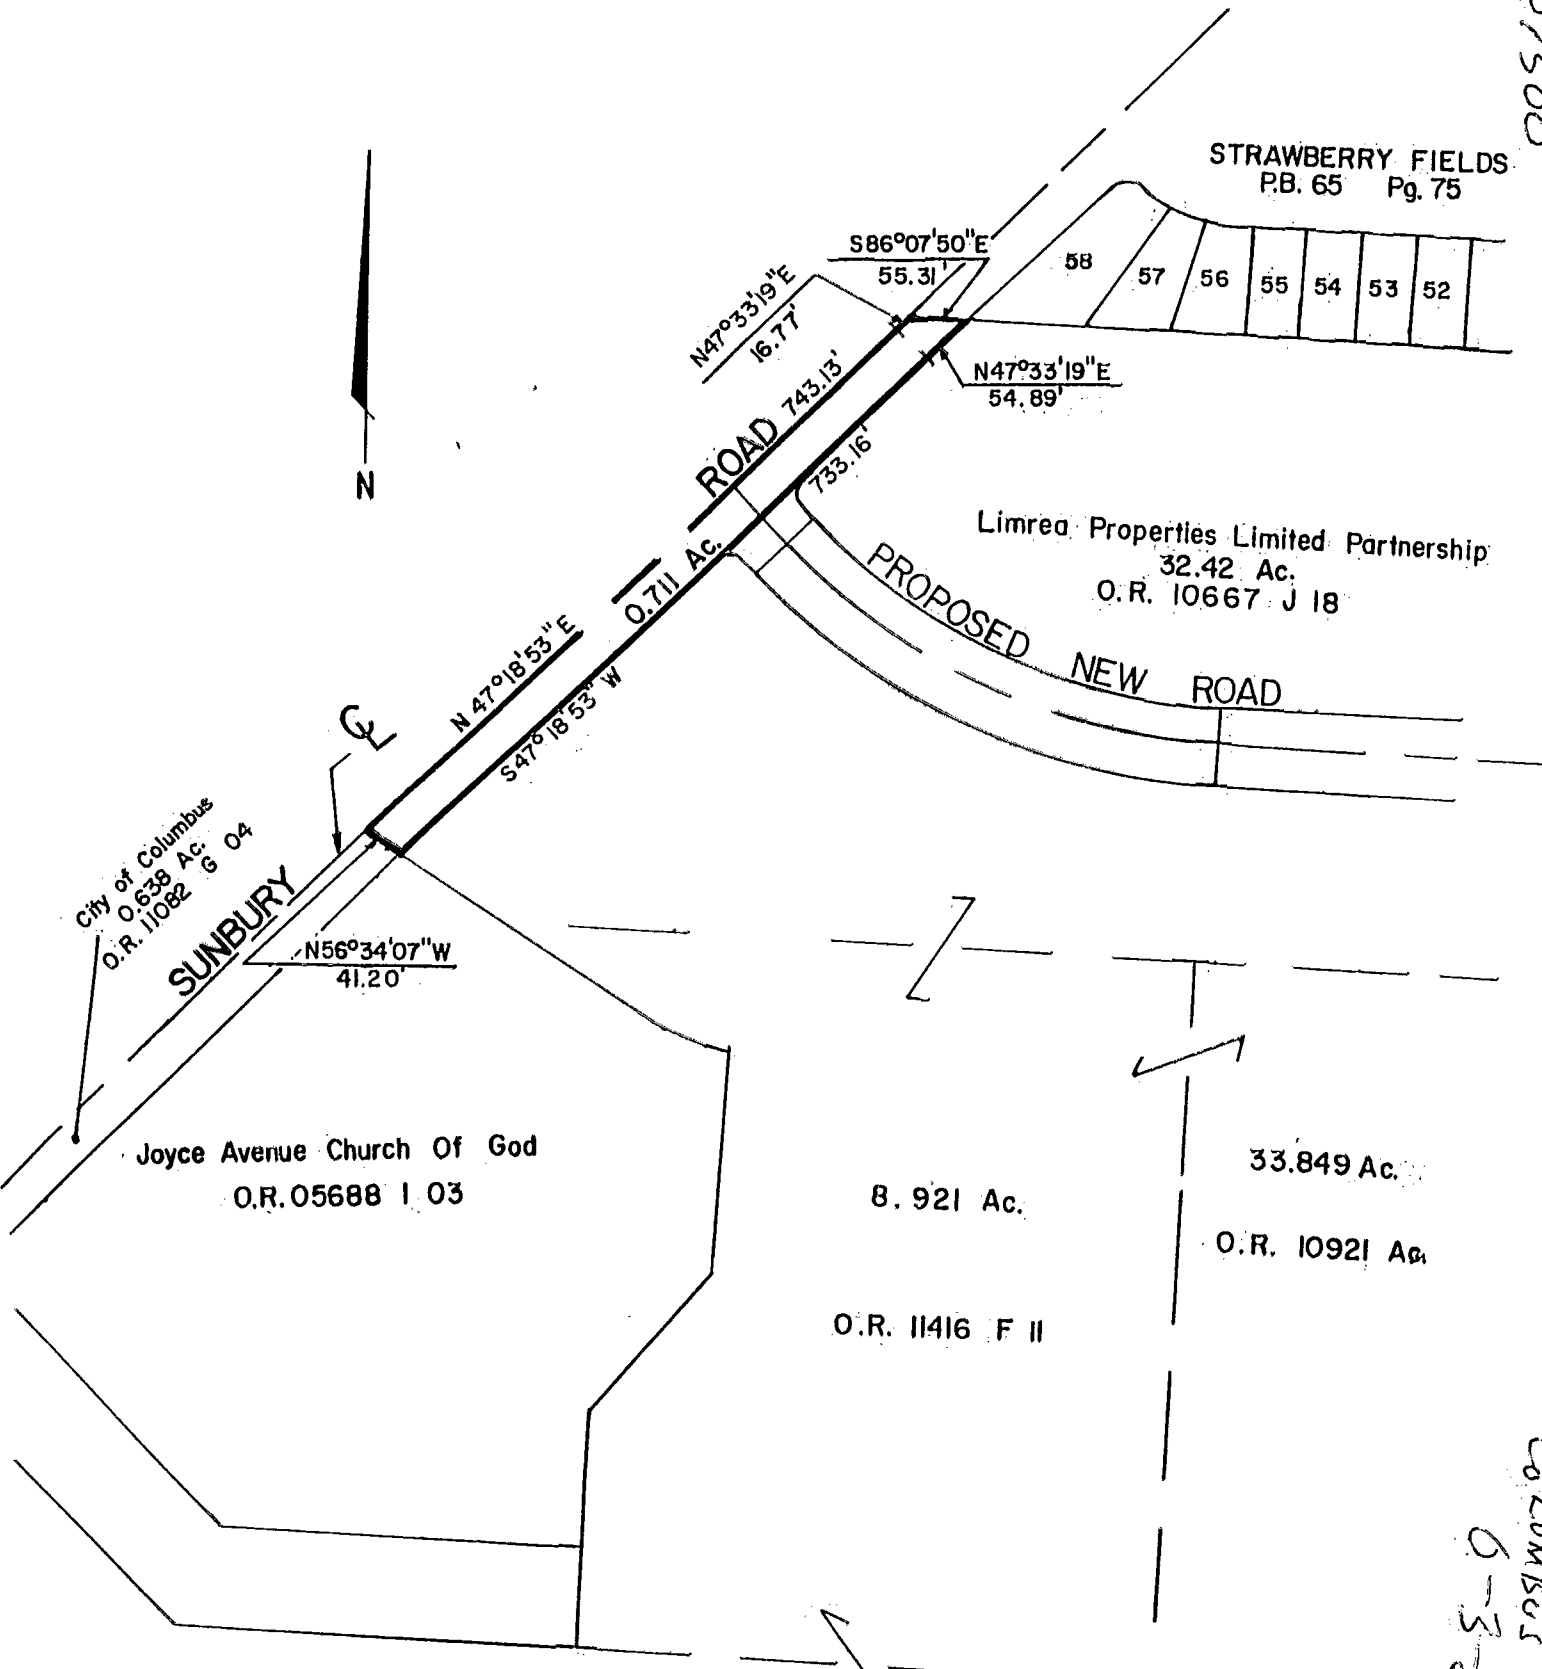 STRAWBERRY FIELDS
P.B. 65 Pg. 75
S86°07'50"E
55.31'
N47°33'19"E
16.77'
58
57
56
55
54
53
52
N47°33'19"E
54.89'
743.13'
ROAD
733.16'
N
Limrea Properties Limited Partnership
32.42 Ac.
O.R. 10667 J 18
0.711 Ac.
PROPOSED NEW ROAD
N 47°18'53" E
S47°18'53" W
City of Columbus
0.638 Ac.
O.R. 11082 G 04
SUNBURY
N56°34'07"W
41.20'
Joyce Avenue Church Of God
O.R. 05688 I 03
8.921 Ac.
O.R. 11416 F 11
33.849 Ac.
O.R. 10921 Ac.
COLUMBUS